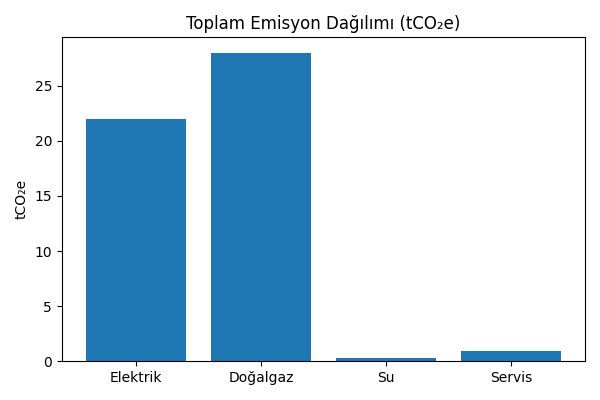 Toplam Emisyon Dağılımı (tCO₂e)
tCO₂e
25
20
15
10
5
0
Elektrik
Doğalgaz
Su
Servis